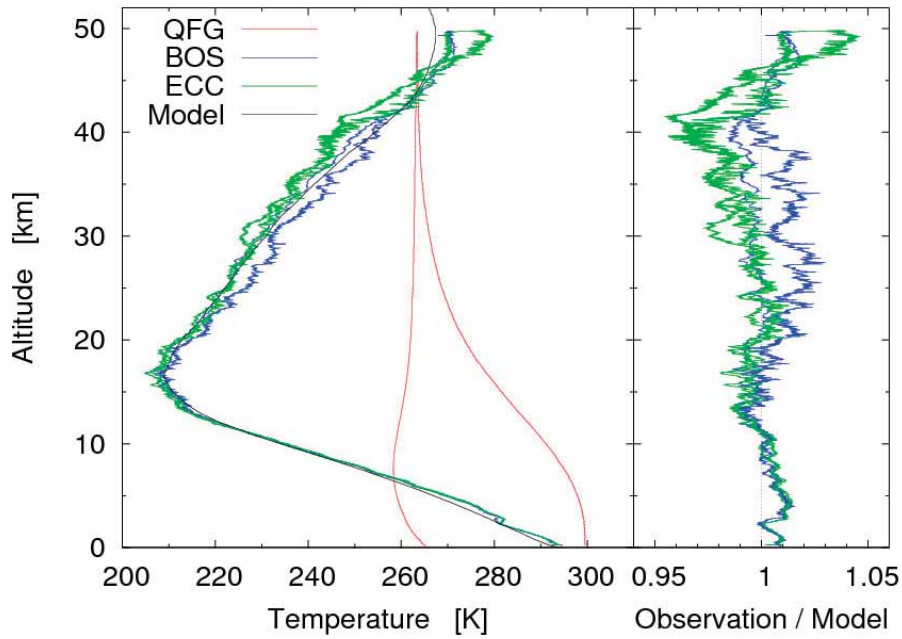 QFG
BOS
ECC
Model
50
40
30
20
10
0
Altitude [km]
200 220 240 260 280 300
0.95 1 1.05
Temperature [K]
Observation / Model